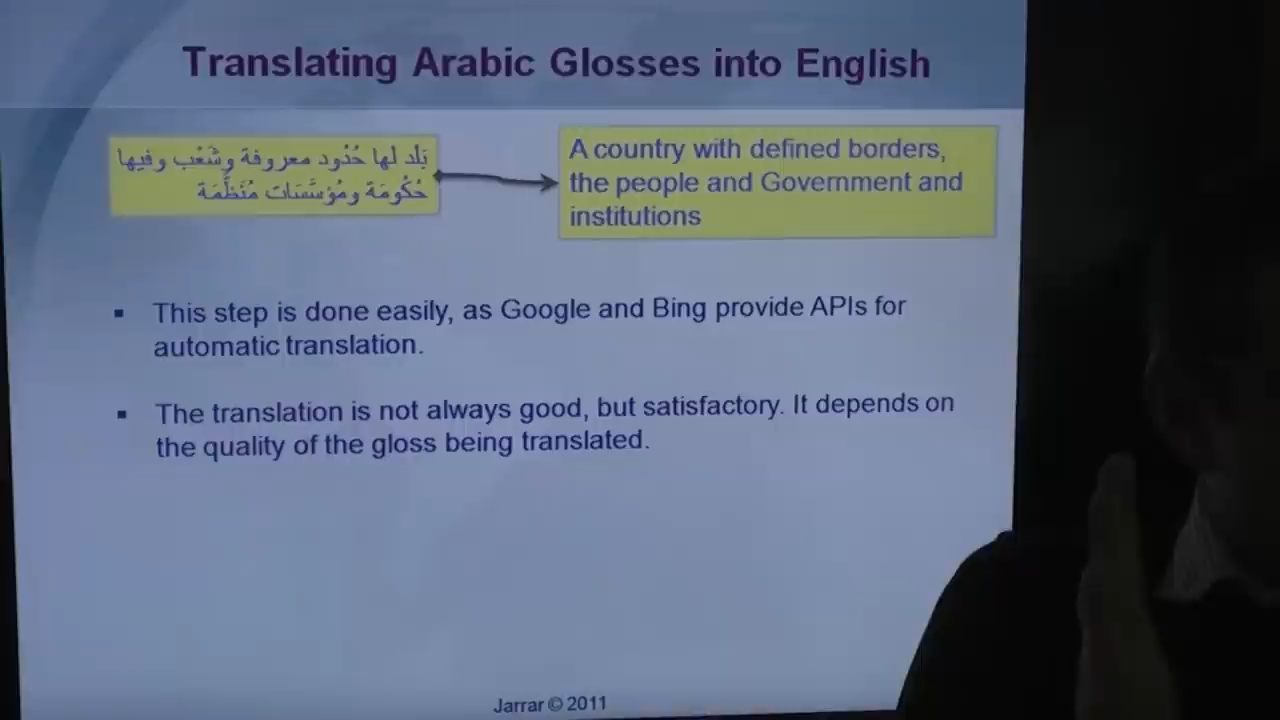 Translating Arabic Glosses into English
بَلَد لها حُدُود معروفة وشَعْب وفيها
حُكُومَة ومُؤسَّسَات مُنَظَّمَة
A country with defined borders,
the people and Government and
institutions
▪ This step is done easily, as Google and Bing provide APIs for
automatic translation.
▪ The translation is not always good, but satisfactory. It depends on
the quality of the gloss being translated.
Jarrar © 2011